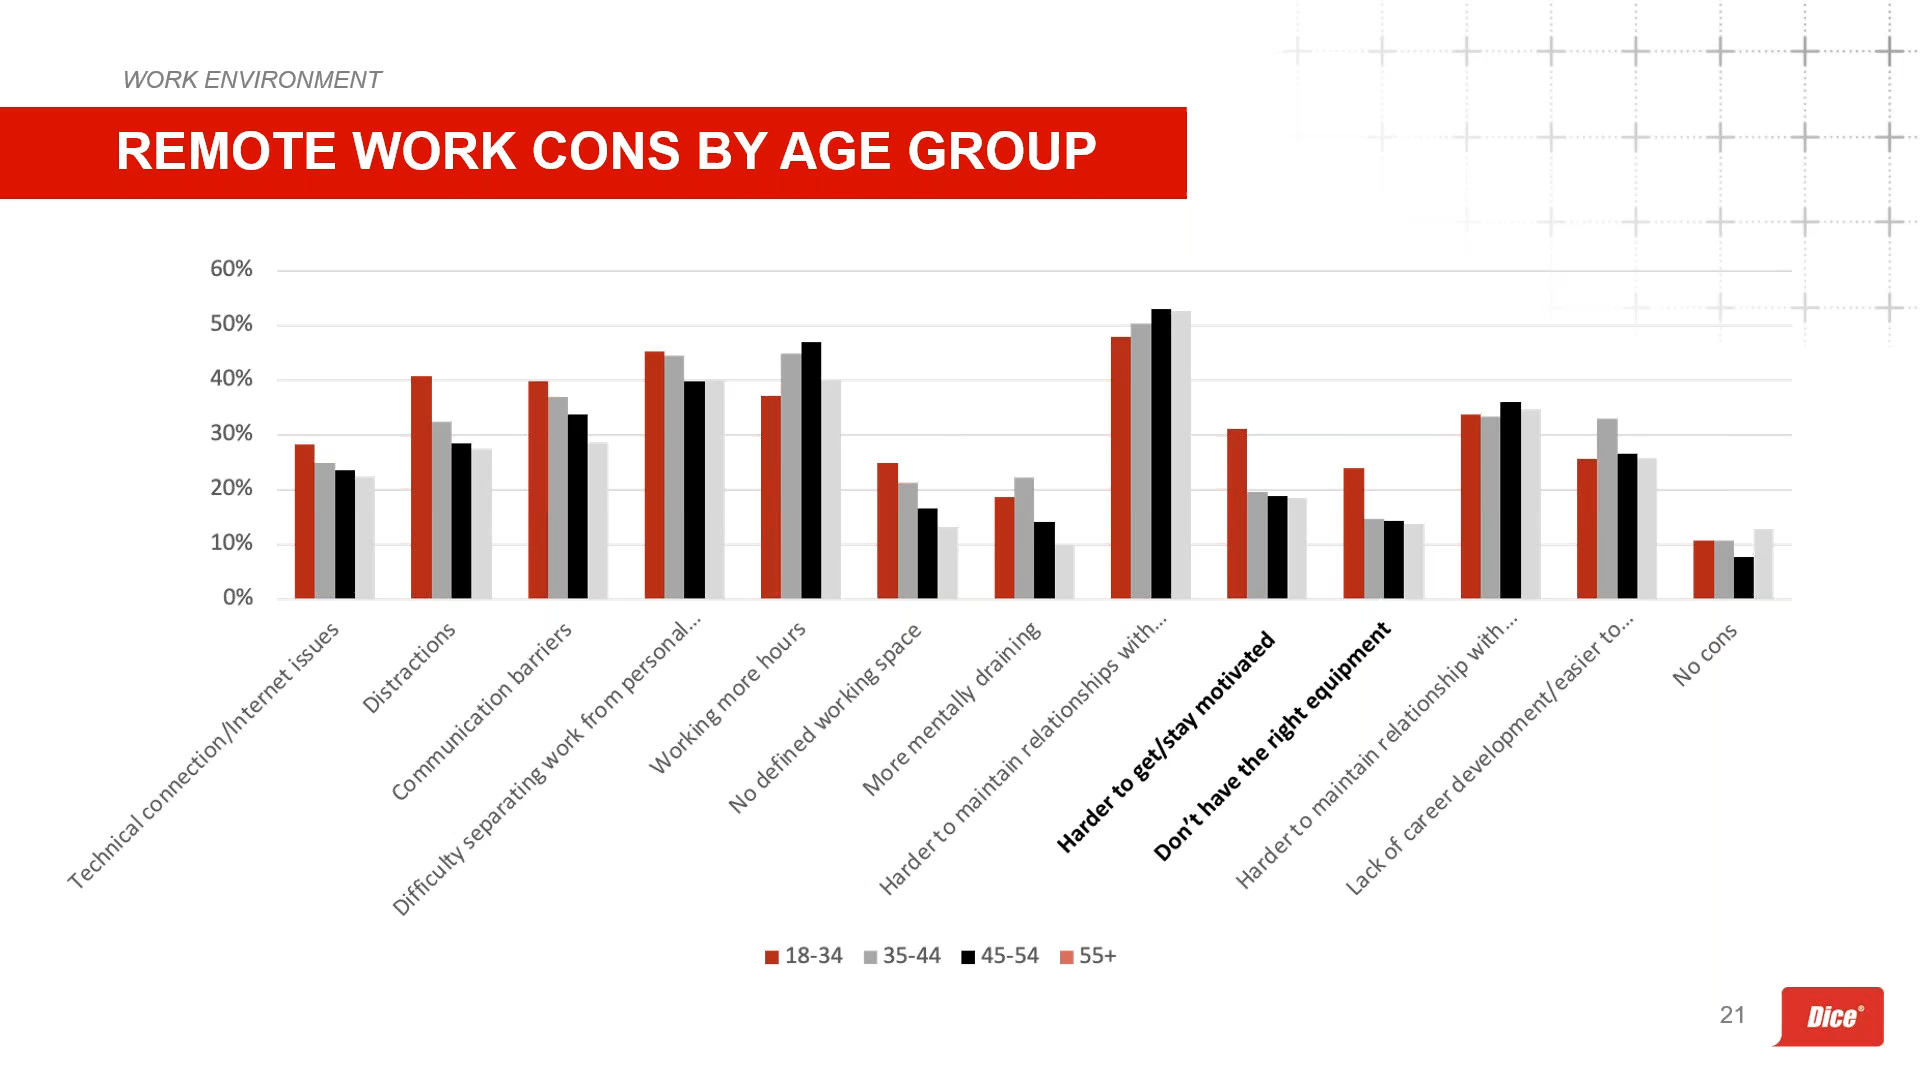 WORK ENVIRONMENT
REMOTE WORK CONS BY AGE GROUP
60%
50%
40%
30%
20%
10%
0%
Technical connection/Internet issues
Distractions
Communication barriers
Difficulty separating work from personal...
Working more hours
No defined working space
More mentally draining
Harder to maintain relationships with...
Harder to get/stay motivated
Don't have the right equipment
Harder to maintain relationship with...
Lack of career development/easier to...
No cons
18-34 35-44 45-54 55+
21
Dice®